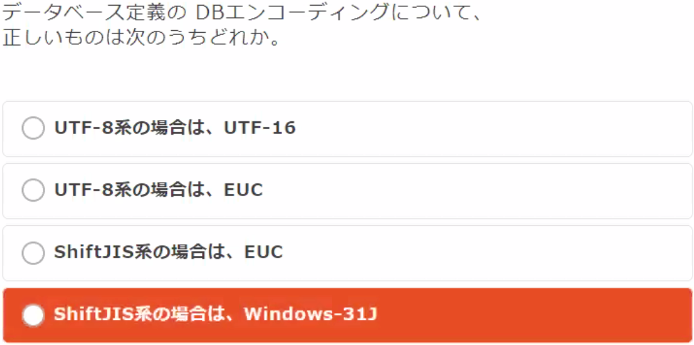 データベース定義の DBエンコーディングについて、
正しいものは次のうちどれか。
UTF-8系の場合は、UTF-16
UTF-8系の場合は、EUC
ShiftJIS系の場合は、EUC
ShiftJIS系の場合は、Windows-31J